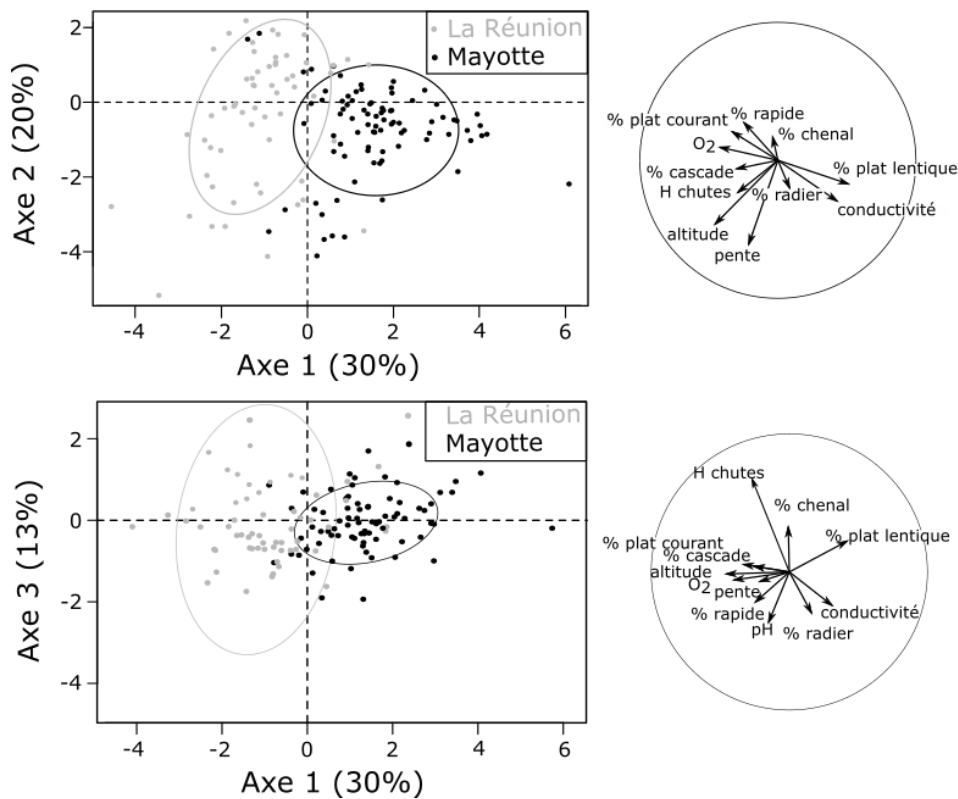 La Réunion
Mayotte
2
0
-2
-4
Axe 2 (20%)
-4
-2
0
2
4
6
Axe 1 (30%)
% rapide
% plat courant
% chenal
O2
% cascade
% plat lentique
H chutes
% radier
conductivité
altitude
pente
La Réunion
Mayotte
2
0
-2
-4
Axe 3 (13%)
-4
-2
0
2
4
6
Axe 1 (30%)
H chutes
% chenal
% plat courant
% plat lentique
% cascade
altitude
O2
pente
% rapide
conductivité
pH
% radier